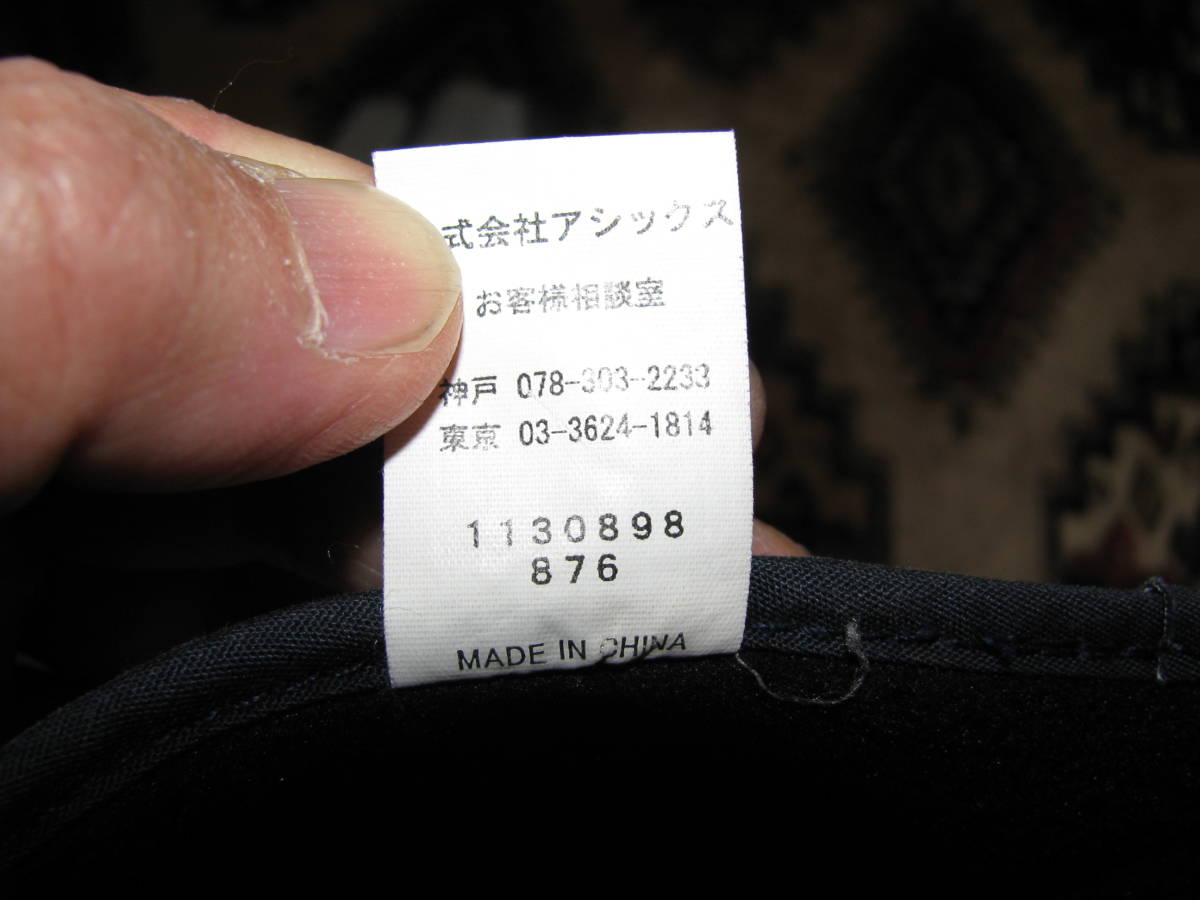 式会社アシックス
お客様相談室
神戸 078-303-2233
東京 03-3624-1814
1130898
876
MADE IN CHINA